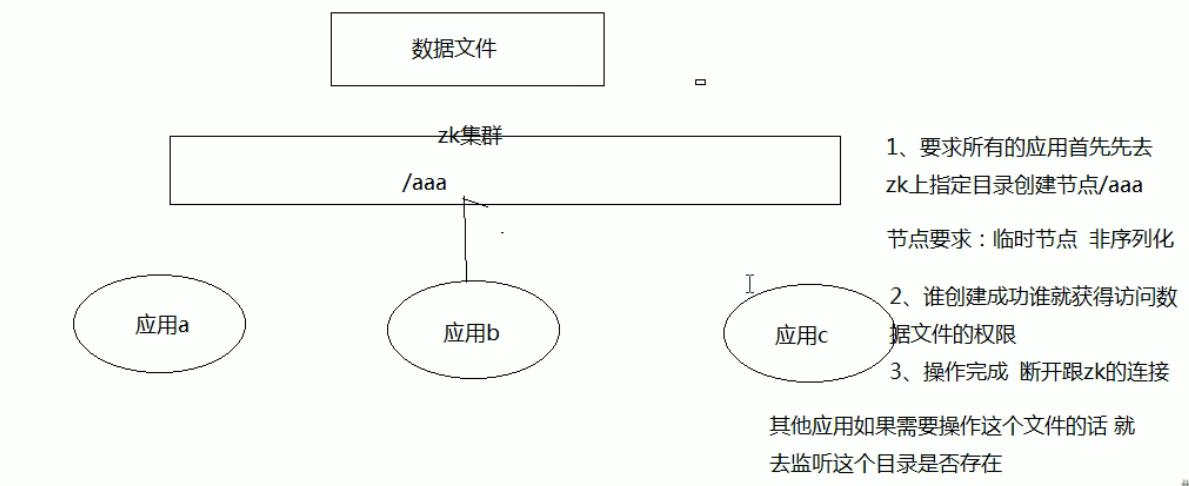 数据文件
zk集群
/aaa
应用a
应用b
应用c
1、要求所有的应用首先先去
zk上指定目录创建节点/aaa
节点要求：临时节点 非序列化
2、谁创建成功谁就获得访问数
据文件的权限
3、操作完成 断开跟zk的连接
其他应用如果需要操作这个文件的话 就
去监听这个目录是否存在